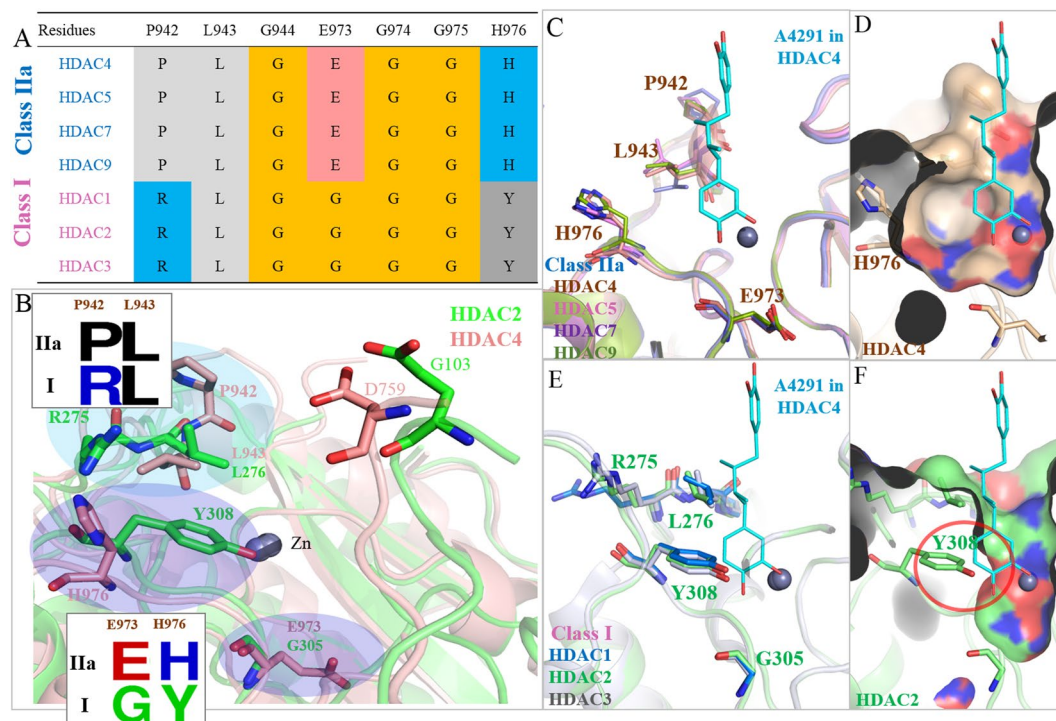 A
Residues P942 L943 G944 E973 G974 G975 H976
Class IIa
HDAC4 P L G E G G H
HDAC5 P L G E G G H
HDAC7 P L G E G G H
HDAC9 P L G E G G H
Class I
HDAC1 R L G G G G Y
HDAC2 R L G G G G Y
HDAC3 R L G G G G Y
B
P942 L943
IIa PL
I RL
HDAC2
HDAC4
G103
D759
P942
R275
L943
L276
Y308
Zn
H976
E973
G305
E973 H976
IIa EH
I GY
C
A4291 in
HDAC4
P942
L943
H976
E973
Class IIa
HDAC4
HDAC5
HDAC7
HDAC9
D
H976
HDAC4
E
A4291 in
HDAC4
R275
L276
Y308
G305
Class I
HDAC1
HDAC2
HDAC3
F
Y308
HDAC2